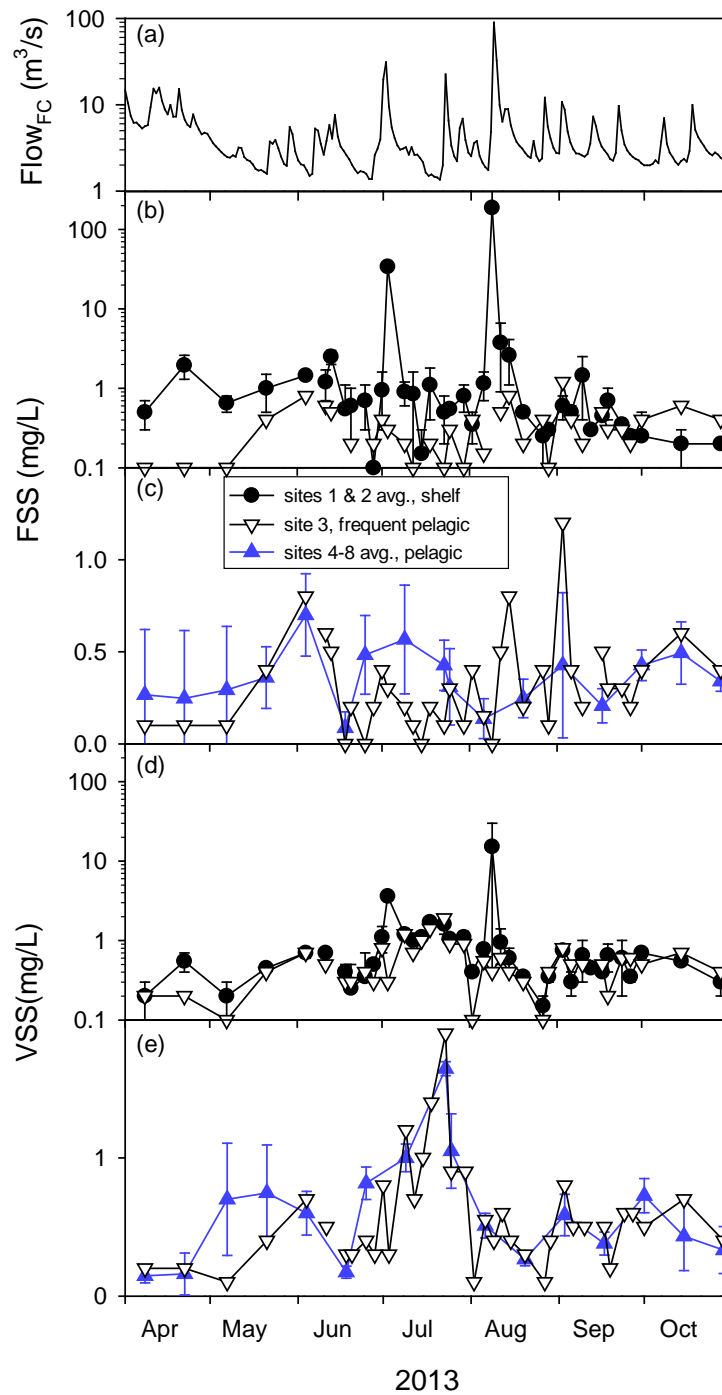 (a)
Flow_FC (m³/s)
100
10
1
(b)
100
10
1
0.1
FSS (mg/L)
(c)
sites 1 & 2 avg., shelf
site 3, frequent pelagic
sites 4-8 avg., pelagic
1.0
0.5
0.0
(d)
100
10
1
0.1
VSS(mg/L)
(e)
1
0
Apr May Jun Jul Aug Sep Oct
2013